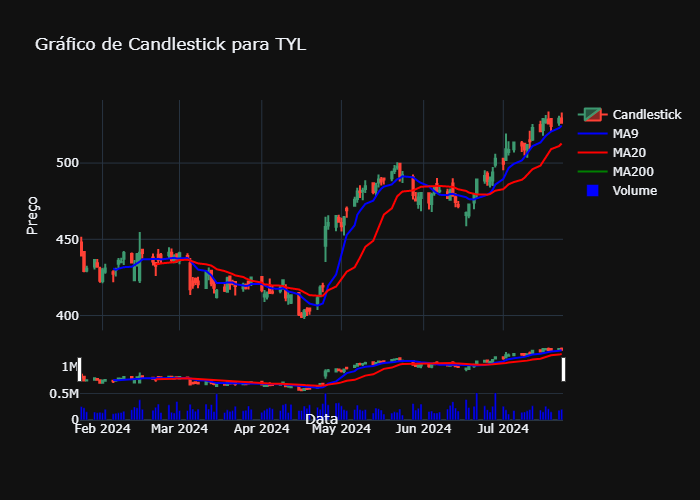 Gráfico de Candlestick para TYL
Candlestick
MA9
MA20
MA200
Volume
Preço
500
450
400
1M
0.5M
0
Feb 2024
Mar 2024
Apr 2024
May 2024
Jun 2024
Jul 2024
Data